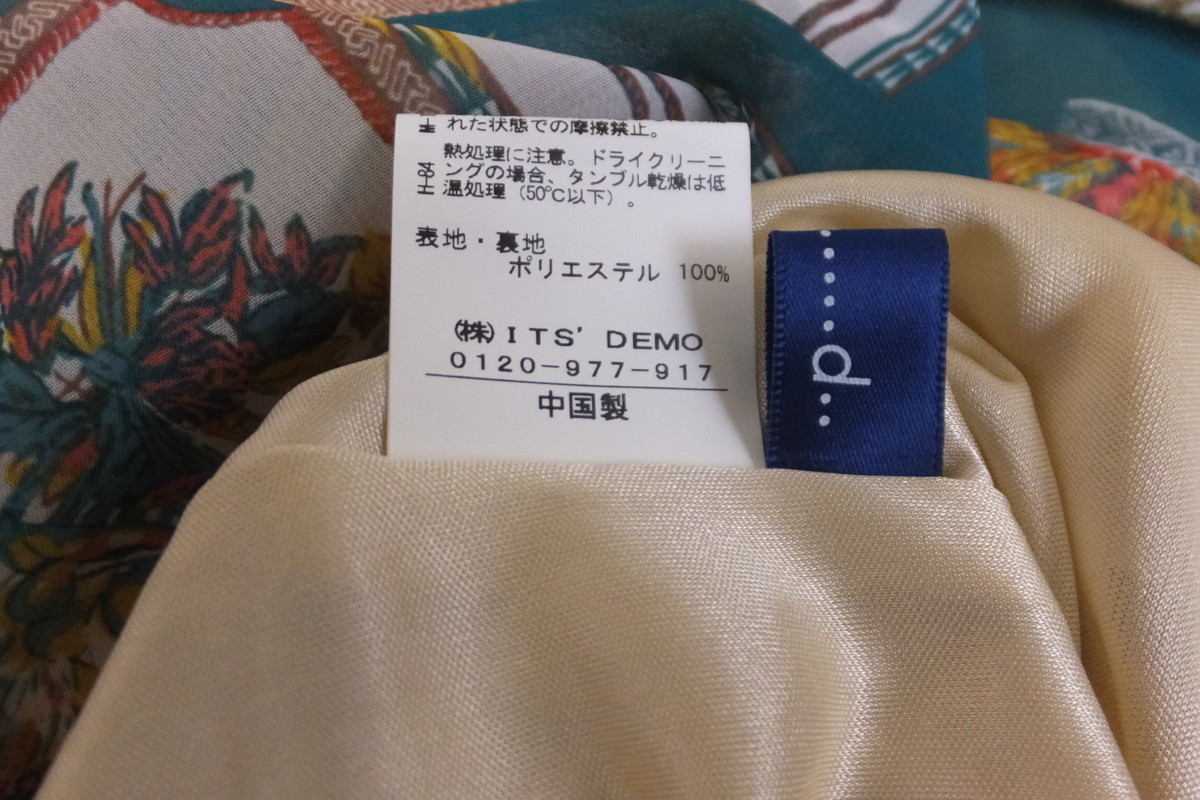 れた状態での摩擦禁止。
熱処理に注意。ドライクリーニ
ングの場合、タンブル乾燥は低
温処理(50℃以下)。
表地・裏地
ポリエステル 100%
(株)ITS' DEMO
0120-977-917
中国製
......d..